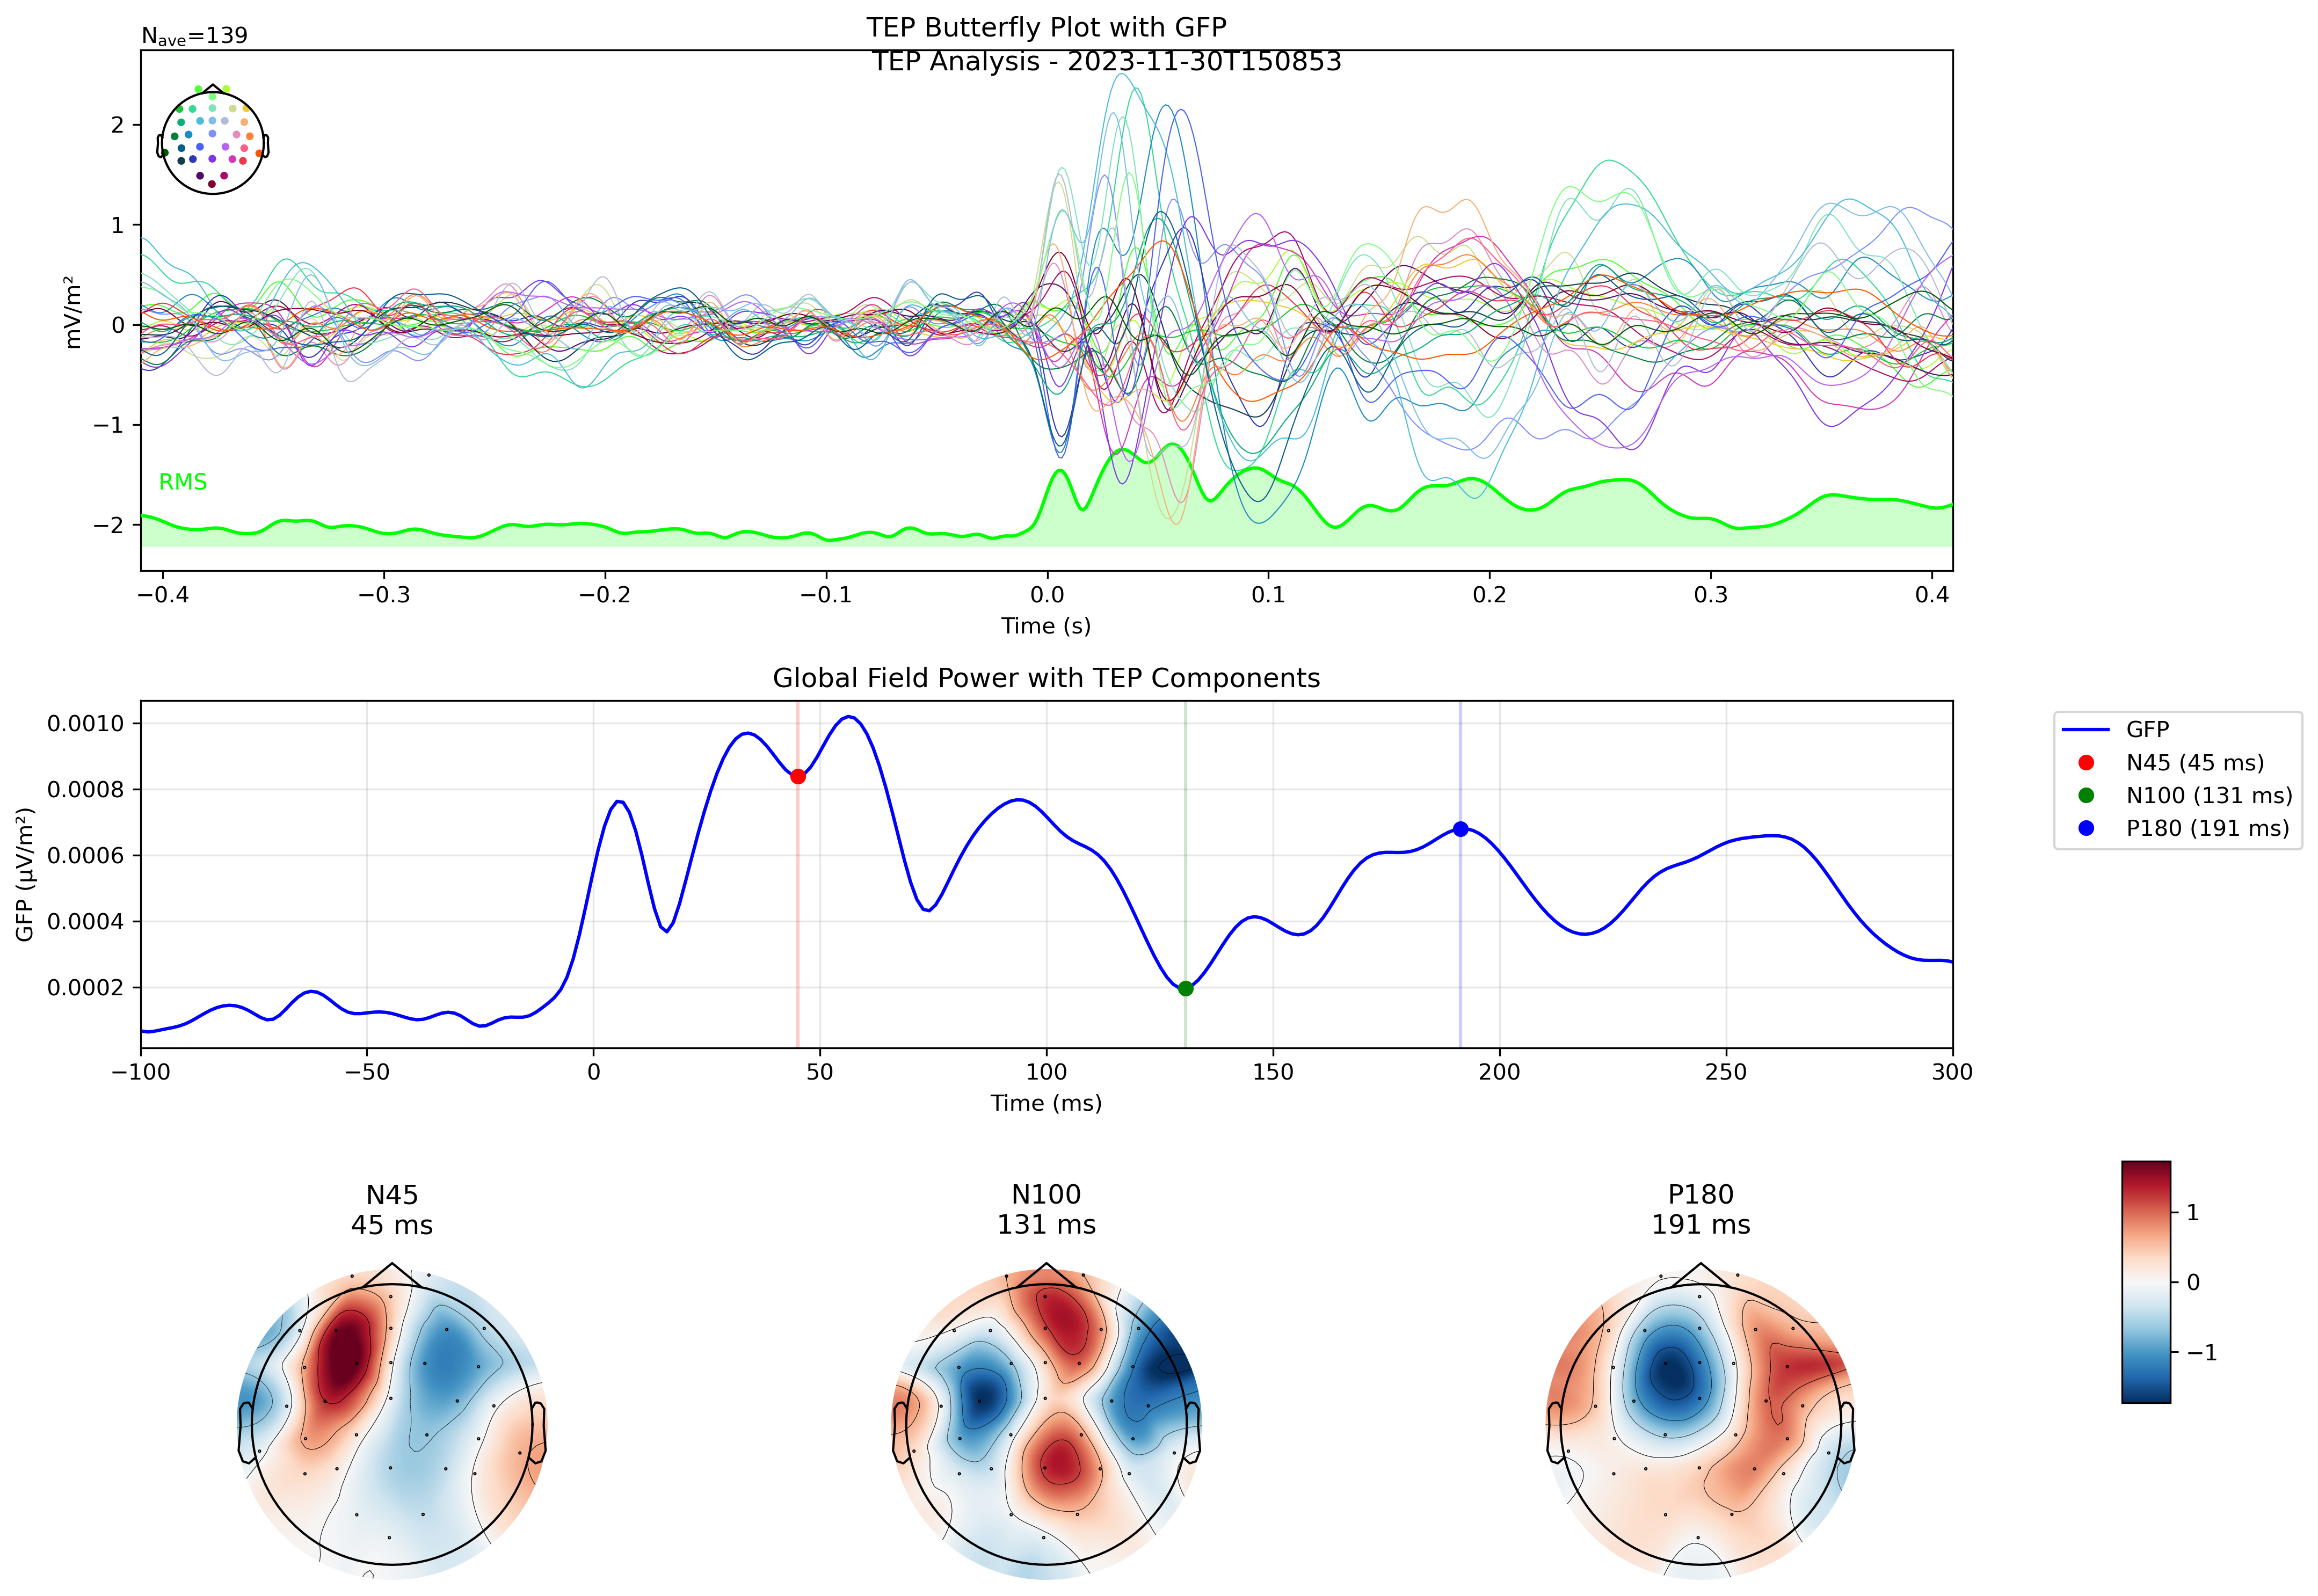 TEP Butterfly Plot with GFP
Nave=139
TEP Analysis - 2023-11-30T150853
2
1
0
−1
−2
mV/m²
RMS
−0.4 −0.3 −0.2 −0.1 0.0 0.1 0.2 0.3 0.4
Time (s)
Global Field Power with TEP Components
0.0010
0.0008
0.0006
0.0004
0.0002
GFP (µV/m²)
−100 −50 0 50 100 150 200 250 300
Time (ms)
GFP
N45 (45 ms)
N100 (131 ms)
P180 (191 ms)
N45
45 ms
N100
131 ms
P180
191 ms
1
0
−1